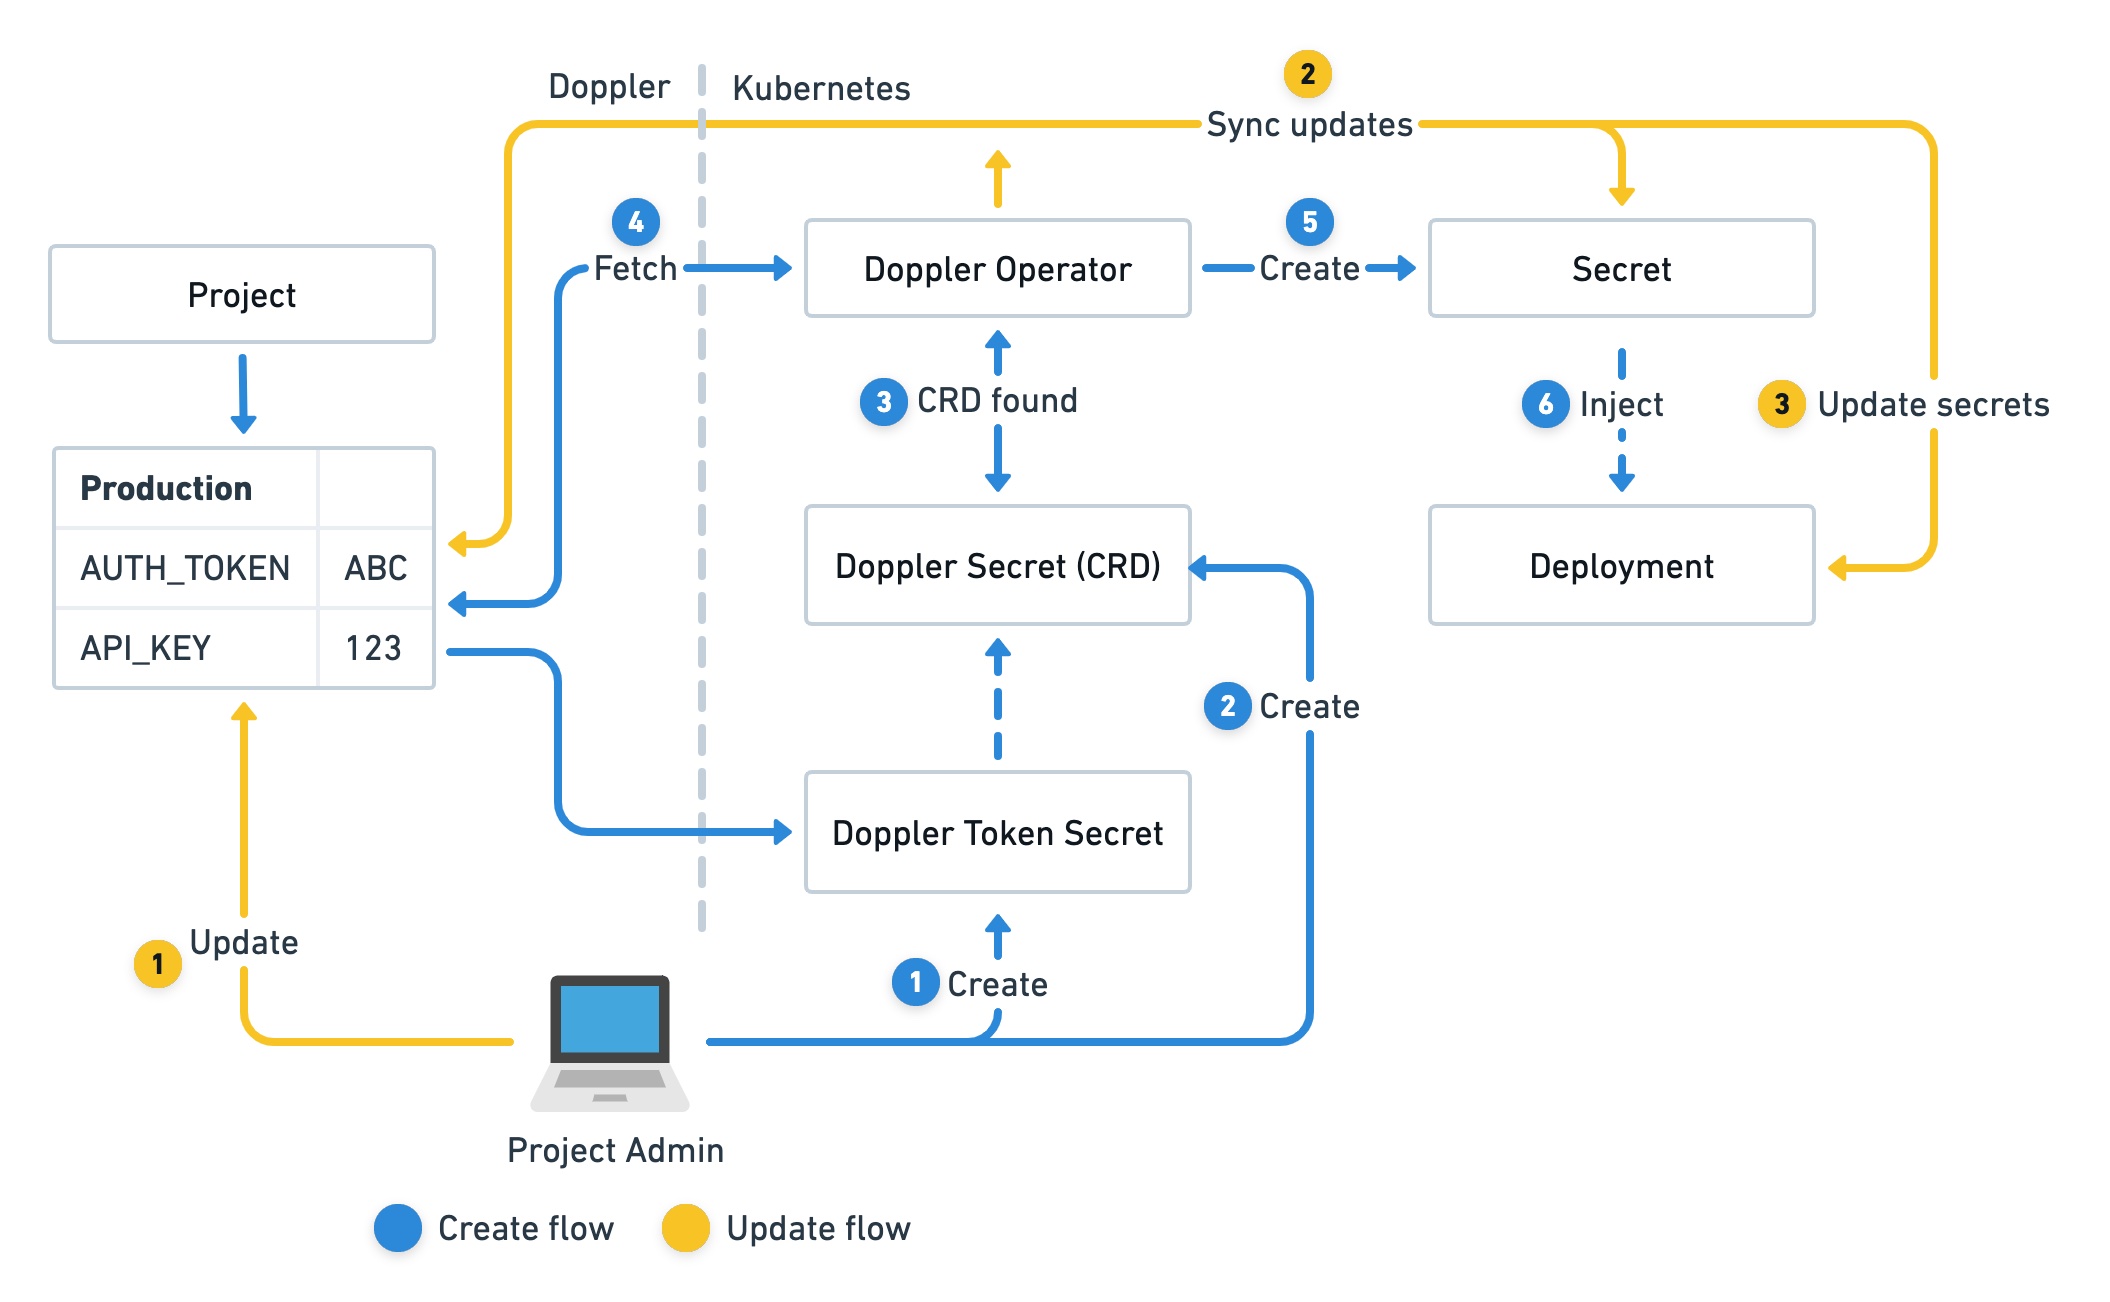 Doppler
Kubernetes
2
Sync updates
4
Fetch
Doppler Operator
5
Create
Secret
Project
3
CRD found
6
Inject
3
Update secrets
Production
AUTH_TOKEN ABC
API_KEY 123
Doppler Secret (CRD)
Deployment
2
Create
Doppler Token Secret
1
Update
1
Create
Project Admin
Create flow
Update flow